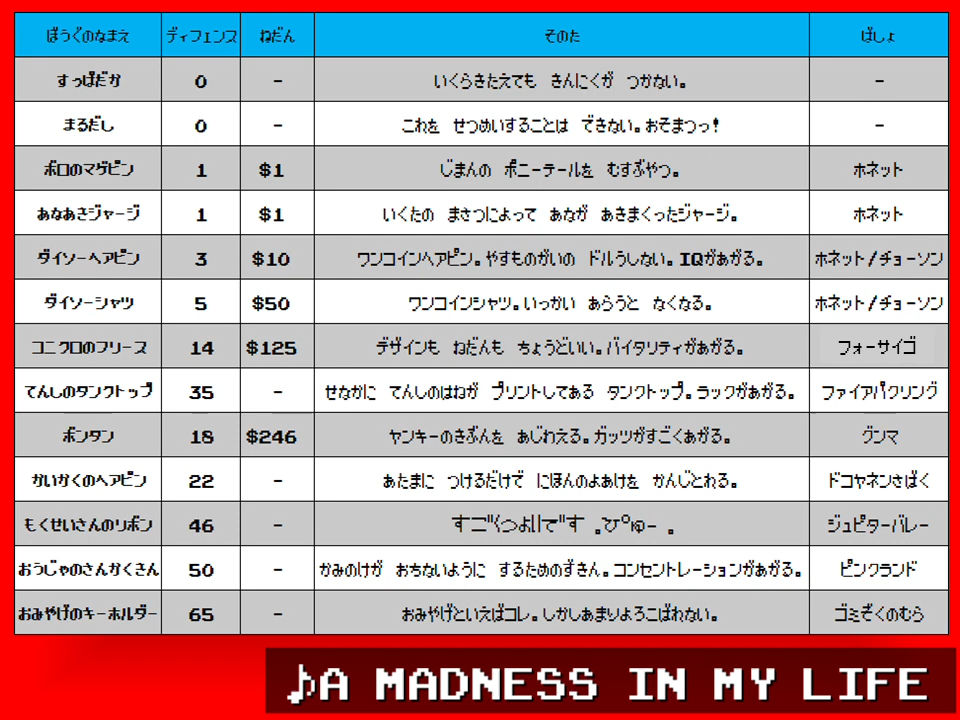 ぼうぐのなまえ ディフェンス ねだん そのた ばしょ
すっぱだか 0 - いくらきたえても きんにくが つかない。 -
まるだし 0 - これを せつめいすることは できない。おそまつっ! -
ボロのマゲピン 1 $1 じまんの ポニーテールを むすぶやつ。 ホネット
あなあきジャージ 1 $1 いくたの まさつによって あなが あきまくったジャージ。 ホネット
ダイソーヘアピン 3 $10 ワンコインヘアピン。やすものがいの ドルうしない。IQがあがる。 ホネット/チョーソン
ダイソーシャツ 5 $50 ワンコインシャツ。いっかい あらうと なくなる。 ホネット/チョーソン
コニクロのフリース 14 $125 デザインも ねだんも ちょうどいい。バイタリティがあがる。 フォーサイゴ
てんしのタンクトップ 35 - せなかに てんしのはねが プリントしてある タンクトップ。ラックがあがる。 ファイアパクリング
ボンタン 18 $246 ヤンキーのきぶんを あじわえる。ガッツがすごくあがる。 グンマ
かいかくのヘアピン 22 - あたまに つけるだけで にほんのよあけを かんじとれる。 ドコヤネンさばく
もくせいさんのリボン 46 - すご"くつよいで"す 。ぴ°ゅー 。 ジュピターバレー
おうじゃのさんかくきん 50 - かみのけが おちないように するためのずきん。コンセントレーションがあがる。 ピンクランド
おみやげのキーホルダー 65 - おみやげといえばコレ。しかしあまりよろこばれない。 ゴミぞくのむら
♪A MADNESS IN MY LIFE